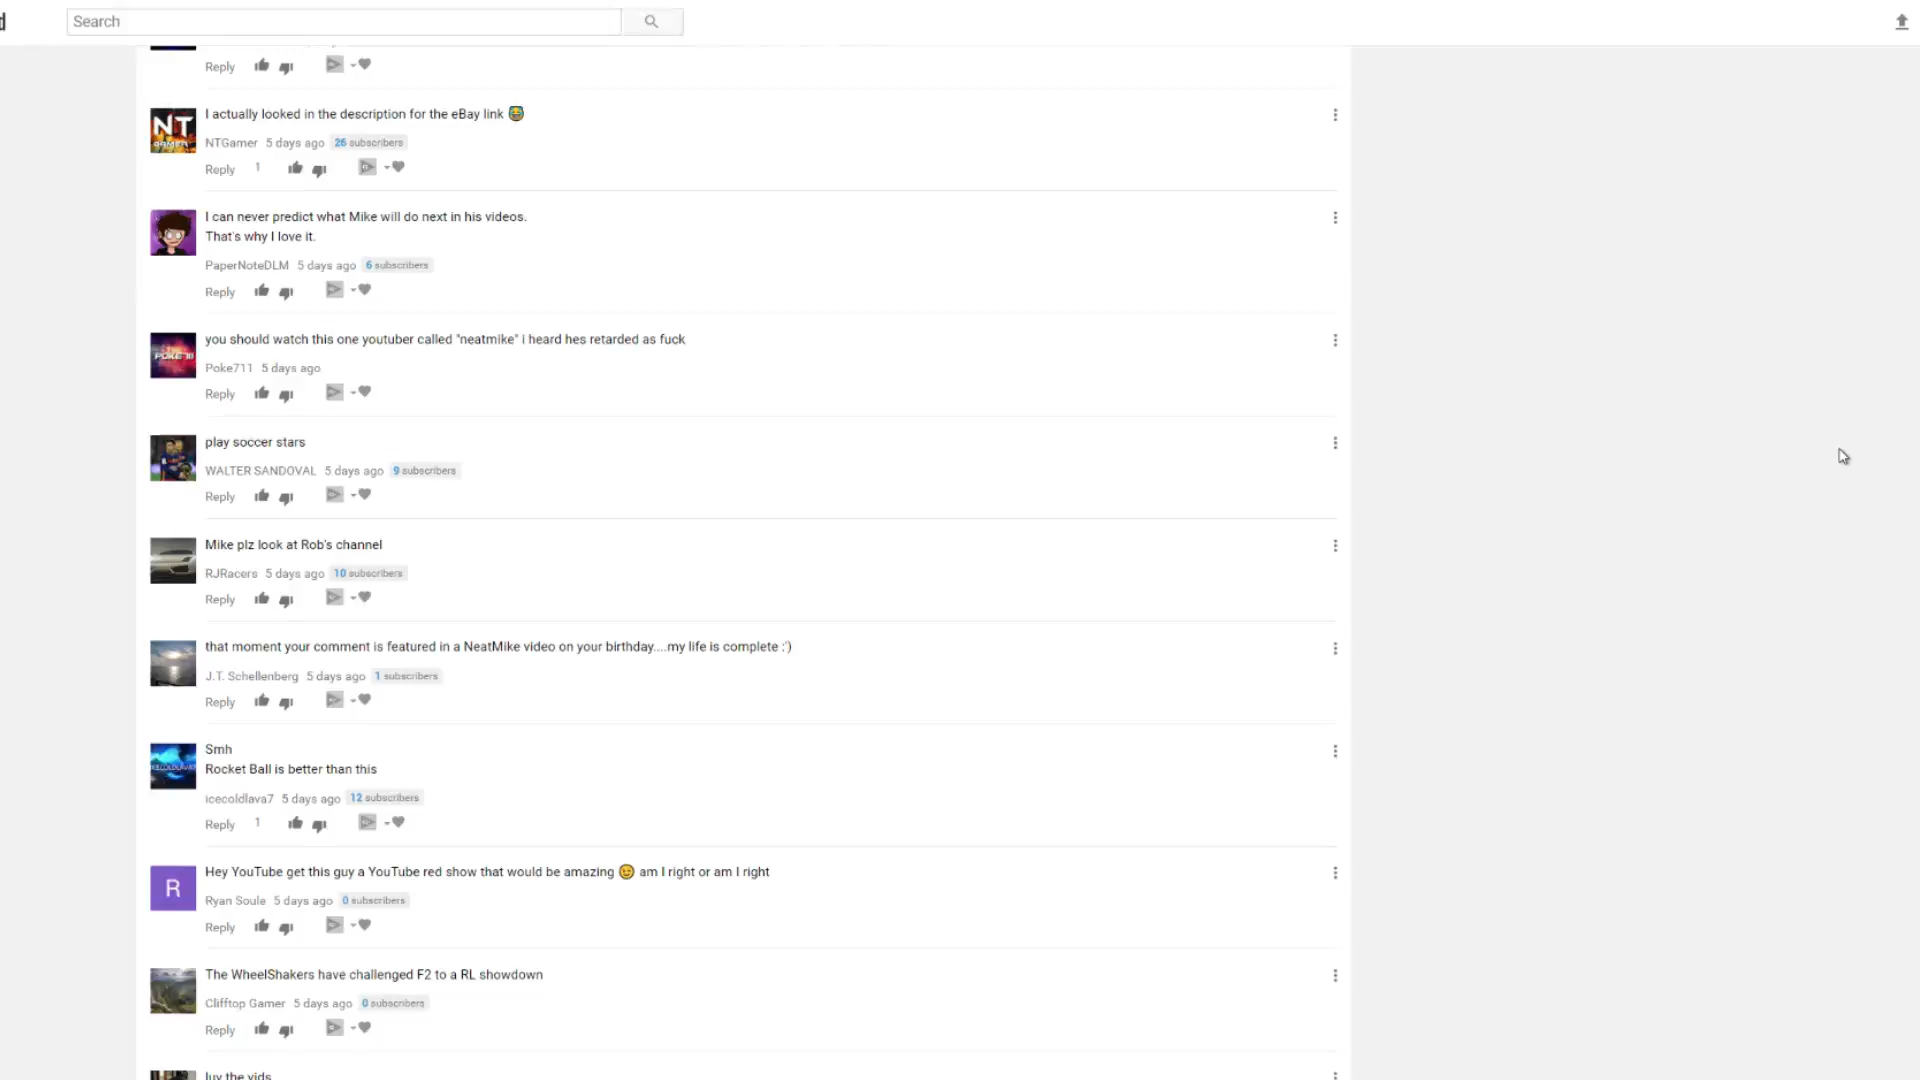 d
Search
Reply
I actually looked in the description for the eBay link
NT
GAMER
NTGamer 5 days ago 26 subscribers
Reply 1
I can never predict what Mike will do next in his videos.
That's why I love it.
PaperNoteDLM 5 days ago 6 subscribers
Reply
you should watch this one youtuber called "neatmike" i heard hes retarded as fuck
Poke711 5 days ago
Reply
play soccer stars
WALTER SANDOVAL 5 days ago 9 subscribers
Reply
Mike plz look at Rob's channel
RJRacers 5 days ago 10 subscribers
Reply
that moment your comment is featured in a NeatMike video on your birthday....my life is complete :')
J.T. Schellenberg 5 days ago 1 subscribers
Reply
Smh
Rocket Ball is better than this
icecoldlava7 5 days ago 12 subscribers
Reply 1
Hey YouTube get this guy a YouTube red show that would be amazing 😉 am I right or am I right
R
Ryan Soule 5 days ago 0 subscribers
Reply
The WheelShakers have challenged F2 to a RL showdown
Clifftop Gamer 5 days ago 0 subscribers
Reply
luv the vids